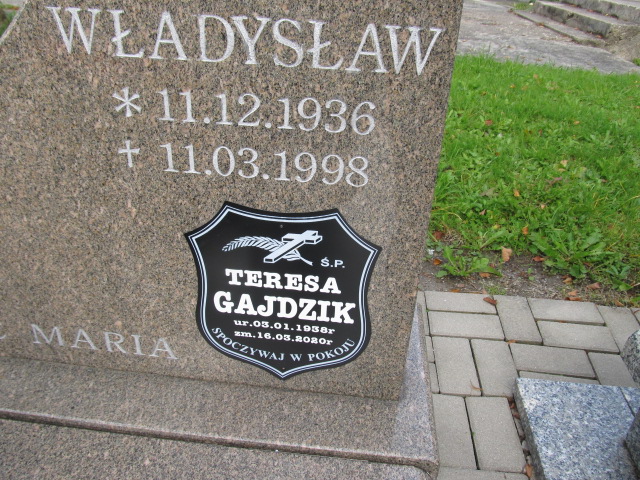 WŁADYSŁAW
* 11.12.1936
† 11.03.1998
Ś.P.
TERESA
GAJDZIK
ur.03.01.1938r
zm.16.03.2020r
SPOCZYWAJ W POKOJU
MARIA